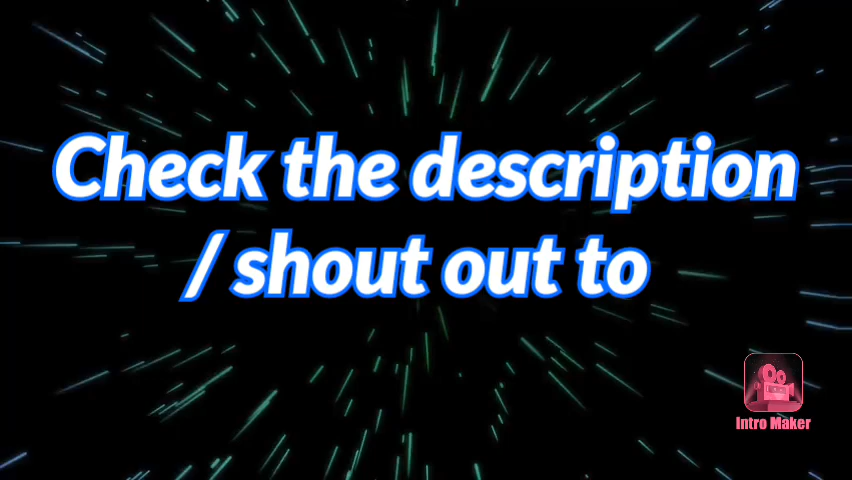 Check the description
/ shout out to
Intro Maker